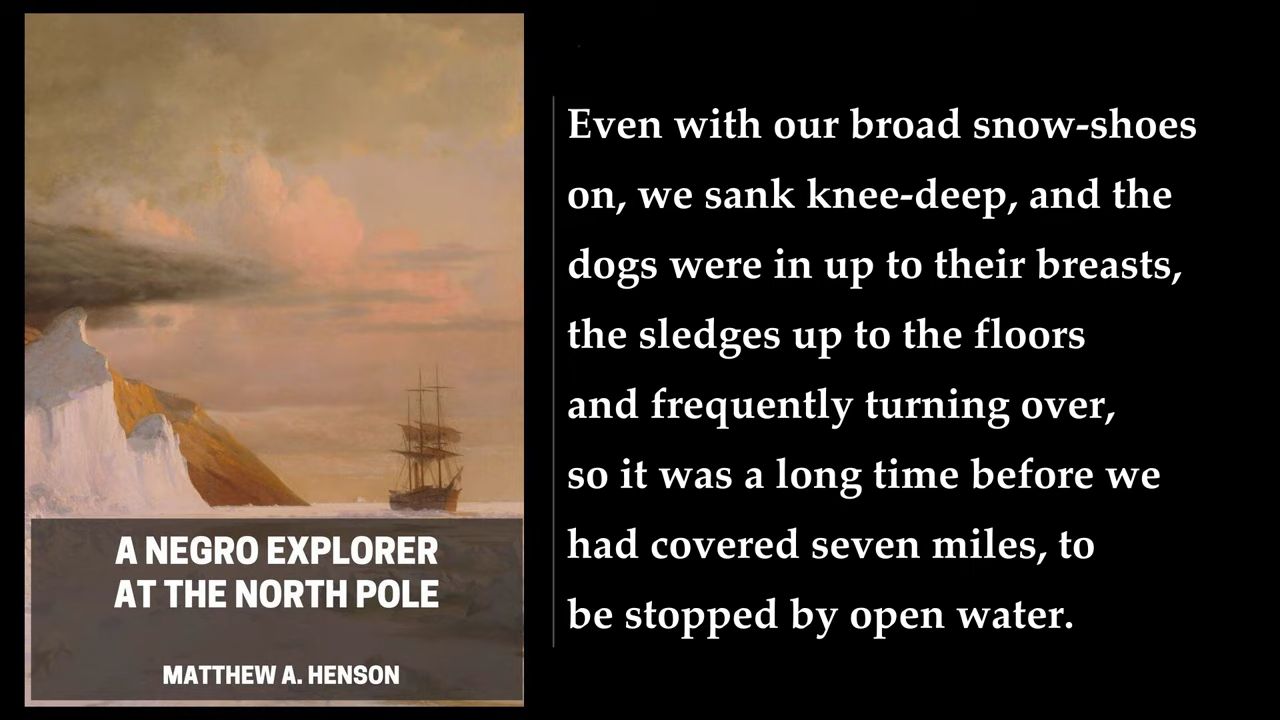 A NEGRO EXPLORER
AT THE NORTH POLE
MATTHEW A. HENSON
Even with our broad snow-shoes
on, we sank knee-deep, and the
dogs were in up to their breasts,
the sledges up to the floors
and frequently turning over,
so it was a long time before we
had covered seven miles, to
be stopped by open water.